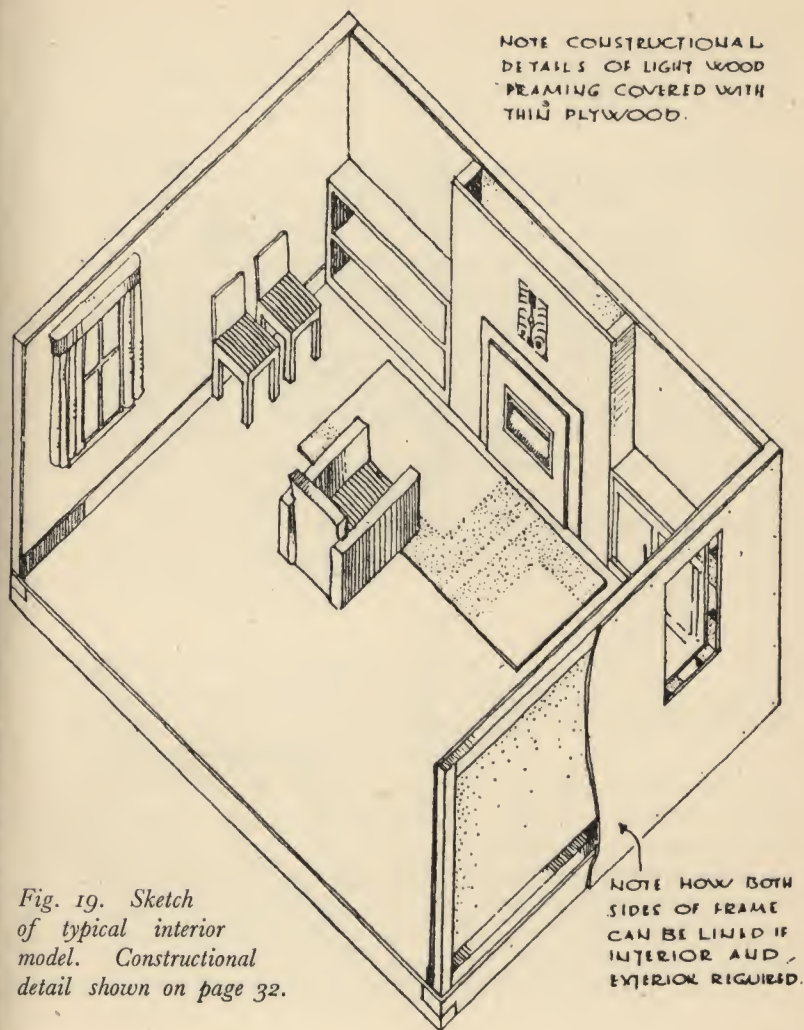 NOTE CONSTRUCTIONAL
DETAILS OF LIGHT WOOD
FRAMING COVERED WITH
THIN PLYWOOD.
Fig. 19. Sketch
of typical interior
model. Constructional
detail shown on page 32.
NOTE HOW BOTH
SIDES OF FRAME
CAN BE LINED IF
INTERIOR AND
EXTERIOR REQUIRED.